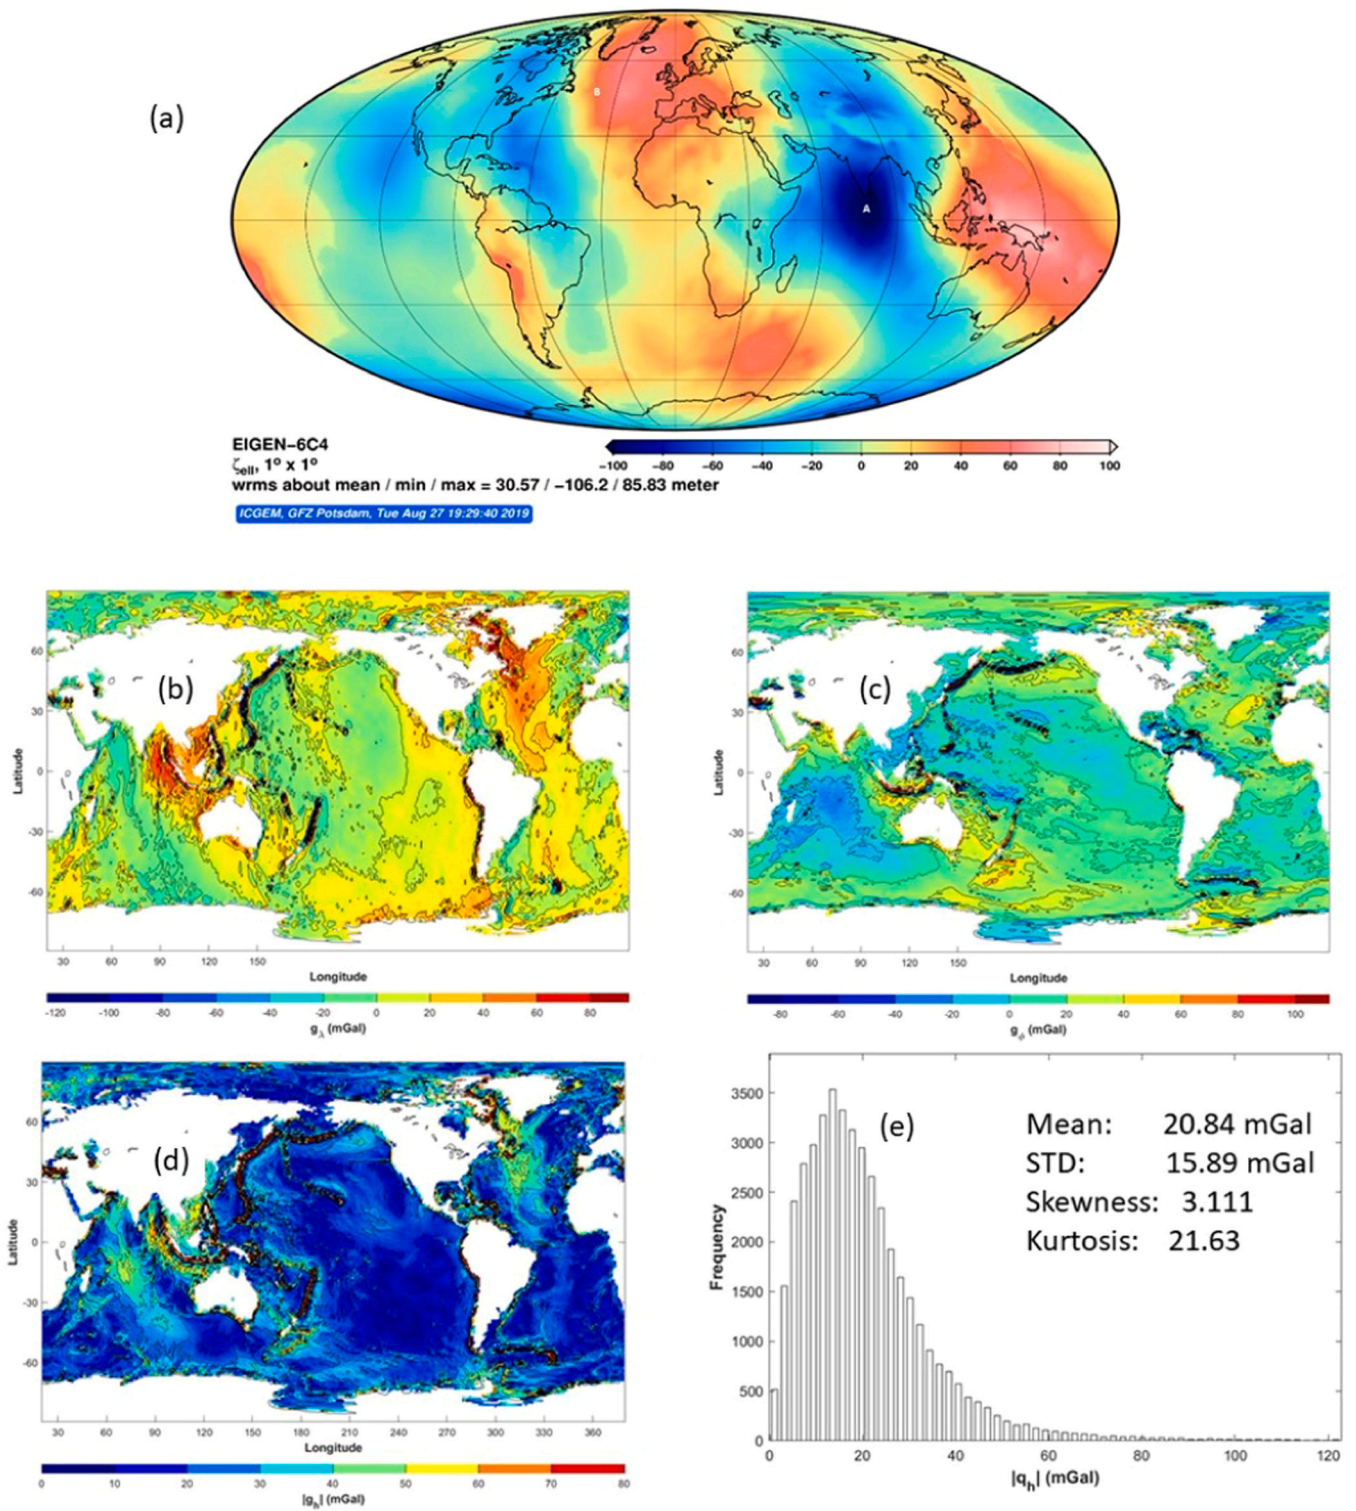 (a)
B
A
EIGEN-6C4
ζell, 1º x 1º
wrms about mean / min / max = 30.57 / -106.2 / 85.83 meter
-100 -80 -60 -40 -20 0 20 40 60 80 100
ICGEM, GFZ Potsdam, Tue Aug 27 19:29:40 2019
(b)
60
30
0
-30
-60
Latitude
30 60 90 120 150
Longitude
-120 -100 -80 -60 -40 -20 0 20 40 60 80
gλ (mGal)
(c)
60
30
0
-30
-60
Latitude
30 60 90 120 150
Longitude
-80 -60 -40 -20 0 20 40 60 80 100
gφ (mGal)
(d)
60
30
0
-30
-60
Latitude
30 60 90 120 150 180 210 240 270 300 330 360
Longitude
0 10 20 30 40 50 60 70 80
|gh| (mGal)
(e)
Mean: 20.84 mGal
STD: 15.89 mGal
Skewness: 3.111
Kurtosis: 21.63
3500
3000
2500
2000
1500
1000
500
0
Frequency
0 20 40 60 80 100 120
|qh| (mGal)